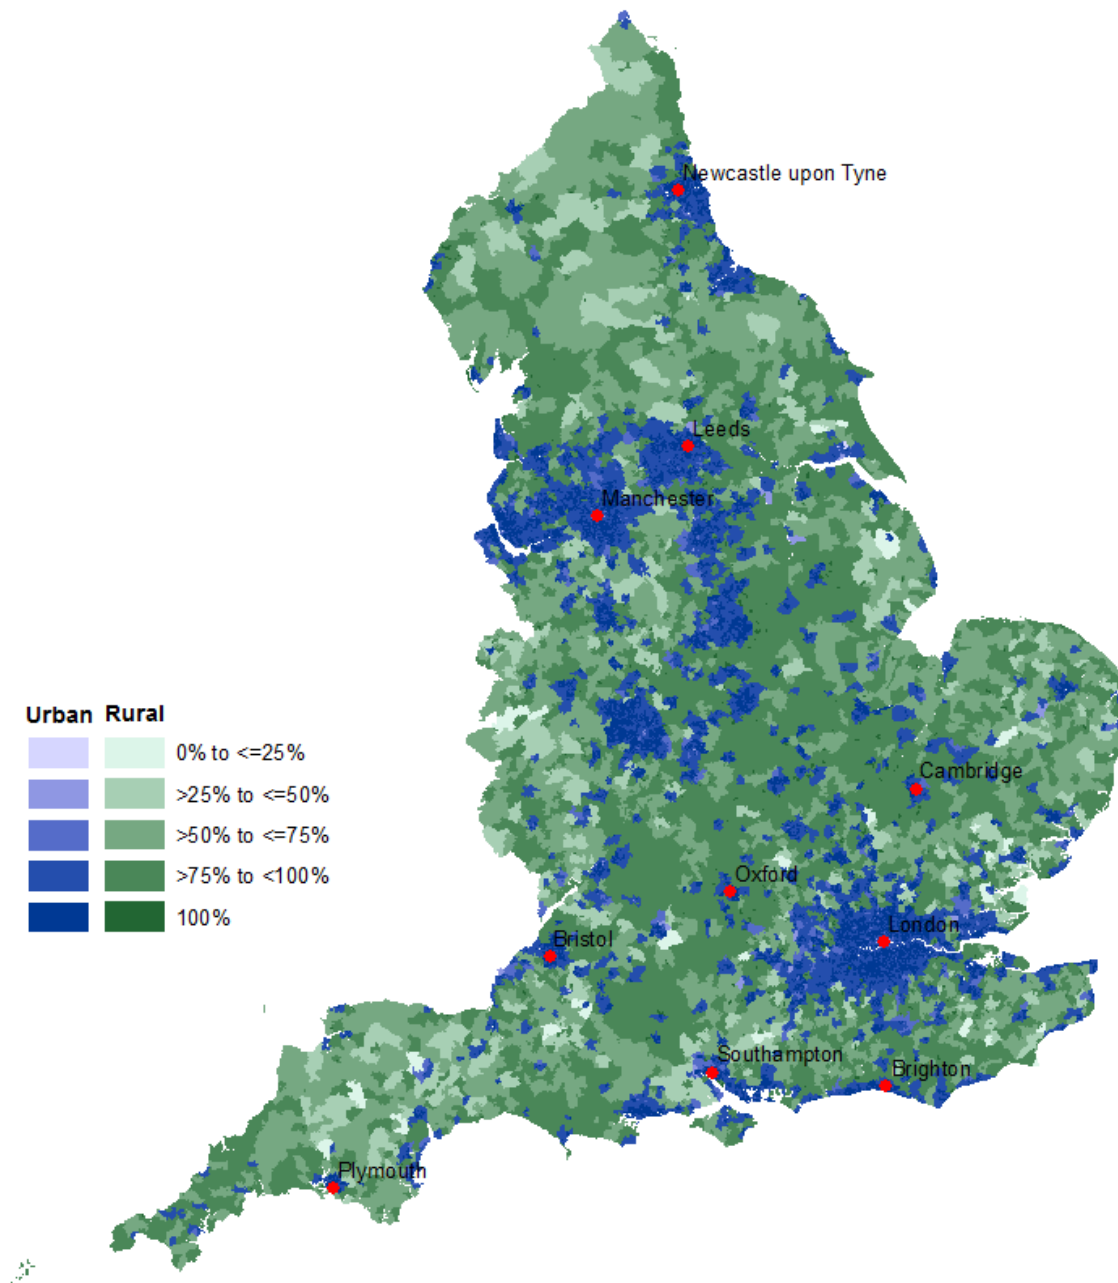 Newcastle upon Tyne
Leeds
Manchester
Urban Rural
0% to <=25%
>25% to <=50%
>50% to <=75%
>75% to <100%
100%
Cambridge
Oxford
London
Bristol
Southampton
Brighton
Plymouth